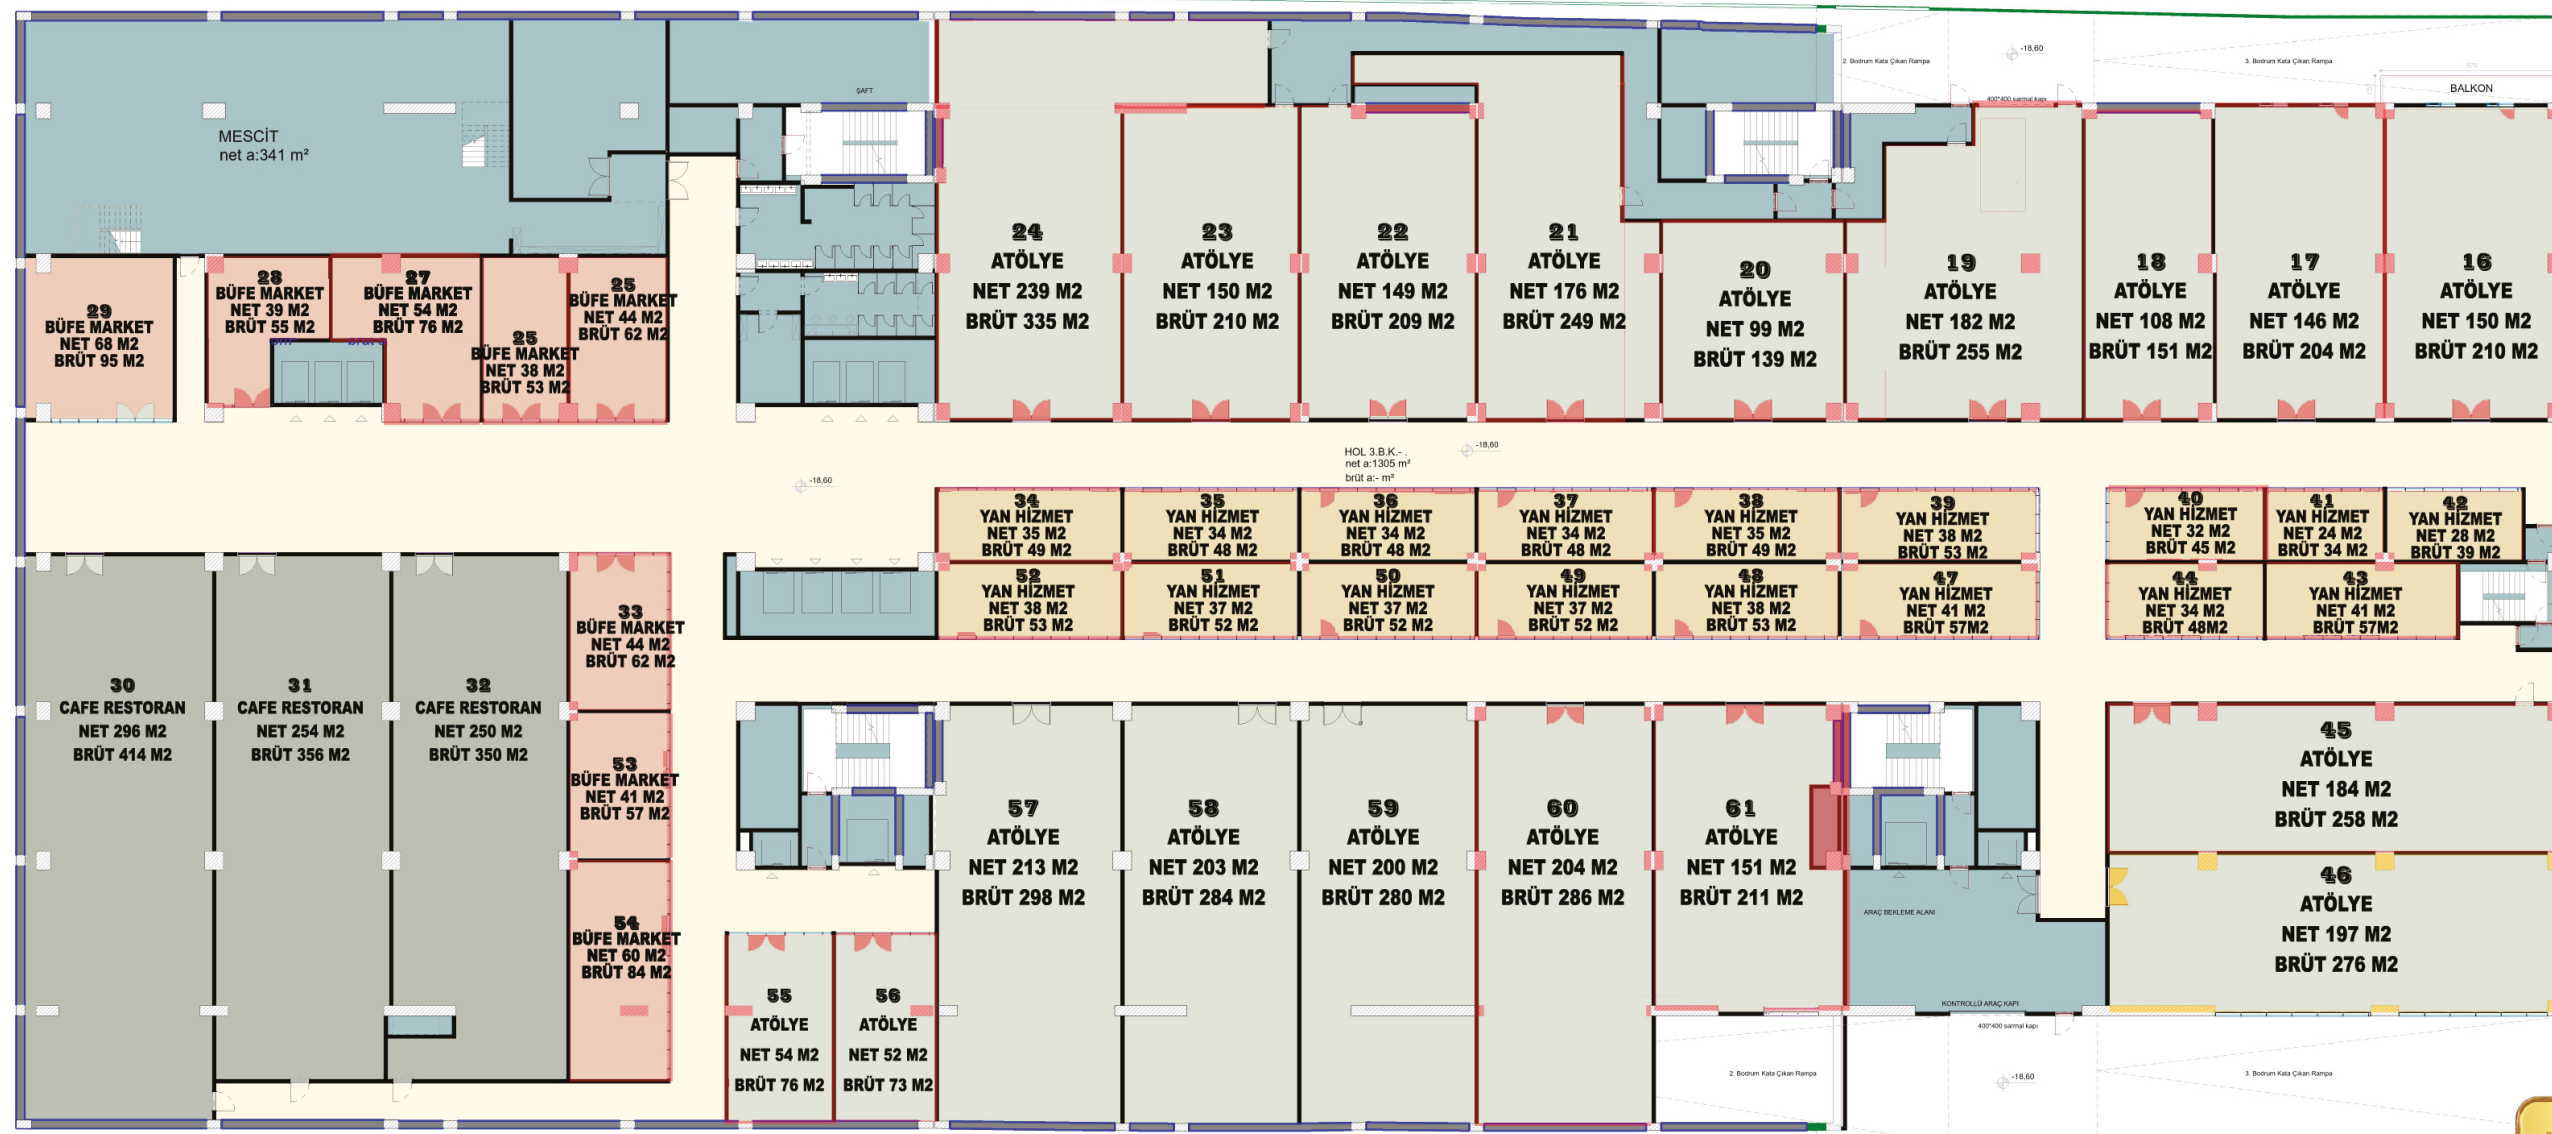 MESCİT
net a:341 m²
ŞAFT
2. Bodrum Kata Çıkan Rampa
-18,60
3. Bodrum Kata Çıkan Rampa
400*400 sarmal kapı
BALKON
29
BÜFE MARKET
NET 68 M2
BRÜT 95 M2
28
BÜFE MARKET
NET 39 M2
BRÜT 55 M2
27
BÜFE MARKET
NET 54 M2
BRÜT 76 M2
25
BÜFE MARKET
NET 38 M2
BRÜT 53 M2
25
BÜFE MARKET
NET 44 M2
BRÜT 62 M2
24
ATÖLYE
NET 239 M2
BRÜT 335 M2
23
ATÖLYE
NET 150 M2
BRÜT 210 M2
22
ATÖLYE
NET 149 M2
BRÜT 209 M2
21
ATÖLYE
NET 176 M2
BRÜT 249 M2
20
ATÖLYE
NET 99 M2
BRÜT 139 M2
19
ATÖLYE
NET 182 M2
BRÜT 255 M2
18
ATÖLYE
NET 108 M2
BRÜT 151 M2
17
ATÖLYE
NET 146 M2
BRÜT 204 M2
16
ATÖLYE
NET 150 M2
BRÜT 210 M2
HOL 3.B.K.- .
net a:1305 m²
brüt a:- m²
-18,60
-18,60
34
YAN HİZMET
NET 35 M2
BRÜT 49 M2
35
YAN HİZMET
NET 34 M2
BRÜT 48 M2
36
YAN HİZMET
NET 34 M2
BRÜT 48 M2
37
YAN HİZMET
NET 34 M2
BRÜT 48 M2
38
YAN HİZMET
NET 35 M2
BRÜT 49 M2
39
YAN HİZMET
NET 38 M2
BRÜT 53 M2
40
YAN HİZMET
NET 32 M2
BRÜT 45 M2
41
YAN HİZMET
NET 24 M2
BRÜT 34 M2
42
YAN HİZMET
NET 28 M2
BRÜT 39 M2
52
YAN HİZMET
NET 38 M2
BRÜT 53 M2
51
YAN HİZMET
NET 37 M2
BRÜT 52 M2
50
YAN HİZMET
NET 37 M2
BRÜT 52 M2
49
YAN HİZMET
NET 37 M2
BRÜT 52 M2
48
YAN HİZMET
NET 38 M2
BRÜT 53 M2
47
YAN HİZMET
NET 41 M2
BRÜT 57M2
44
YAN HİZMET
NET 34 M2
BRÜT 48M2
43
YAN HİZMET
NET 41 M2
BRÜT 57M2
30
CAFE RESTORAN
NET 296 M2
BRÜT 414 M2
31
CAFE RESTORAN
NET 254 M2
BRÜT 356 M2
32
CAFE RESTORAN
NET 250 M2
BRÜT 350 M2
33
BÜFE MARKET
NET 44 M2
BRÜT 62 M2
53
BÜFE MARKET
NET 41 M2
BRÜT 57 M2
54
BÜFE MARKET
NET 60 M2
BRÜT 84 M2
55
ATÖLYE
NET 54 M2
BRÜT 76 M2
56
ATÖLYE
NET 52 M2
BRÜT 73 M2
57
ATÖLYE
NET 213 M2
BRÜT 298 M2
58
ATÖLYE
NET 203 M2
BRÜT 284 M2
59
ATÖLYE
NET 200 M2
BRÜT 280 M2
60
ATÖLYE
NET 204 M2
BRÜT 286 M2
61
ATÖLYE
NET 151 M2
BRÜT 211 M2
45
ATÖLYE
NET 184 M2
BRÜT 258 M2
46
ATÖLYE
NET 197 M2
BRÜT 276 M2
ARAÇ BEKLEME ALANI
KONTROLLÜ ARAÇ KAPI
400*400 sarmal kapı
2. Bodrum Kata Çıkan Rampa
-18,60
3. Bodrum Kata Çıkan Rampa